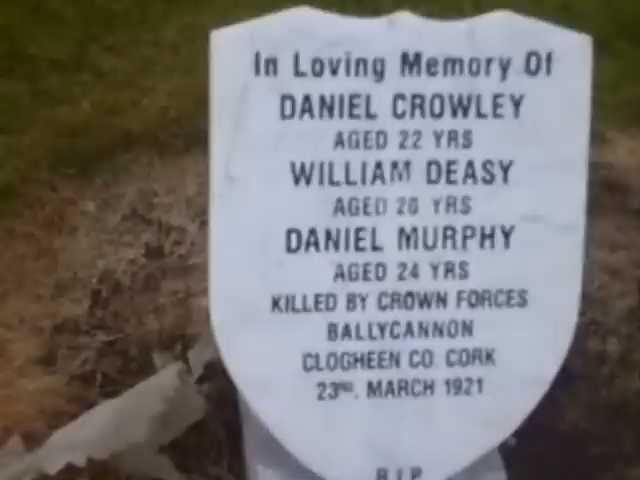 In Loving Memory Of
DANIEL CROWLEY
AGED 22 YRS
WILLIAM DEASY
AGED 20 YRS
DANIEL MURPHY
AGED 24 YRS
KILLED BY CROWN FORCES
BALLYCANNON
CLOGHEEN CO. CORK
23RD. MARCH 1921
R.I.P